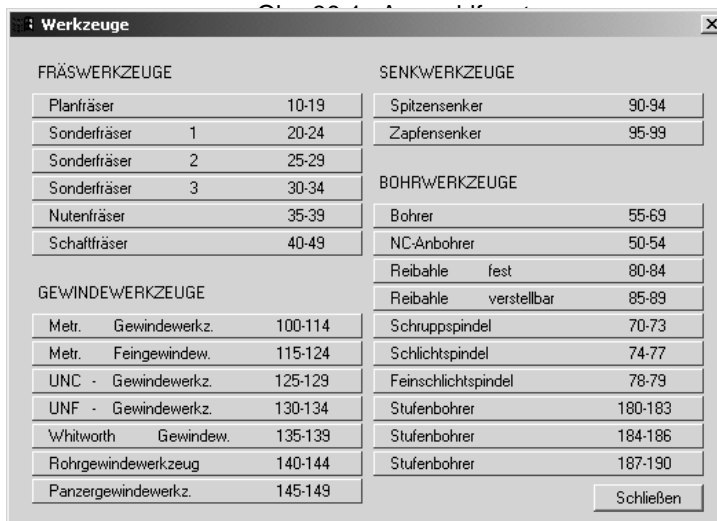 Werkzeuge
FRÄSWERKZEUGE
Planfräser 10-19
Sonderfräser 1 20-24
Sonderfräser 2 25-29
Sonderfräser 3 30-34
Nutenfräser 35-39
Schaftfräser 40-49
GEWINDEWERKZEUGE
Metr. Gewindewerkz. 100-114
Metr. Feingewindew. 115-124
UNC - Gewindewerkz. 125-129
UNF - Gewindewerkz. 130-134
Whitworth Gewindew. 135-139
Rohrgewindewerkzeug 140-144
Panzergewindewerkz. 145-149
SENKWERKZEUGE
Spitzensenker 90-94
Zapfensenker 95-99
BOHRWERKZEUGE
Bohrer 55-69
NC-Anbohrer 50-54
Reibahle fest 80-84
Reibahle verstellbar 85-89
Schruppspindel 70-73
Schlichtspindel 74-77
Feinschlichtspindel 78-79
Stufenbohrer 180-183
Stufenbohrer 184-186
Stufenbohrer 187-190
Schließen